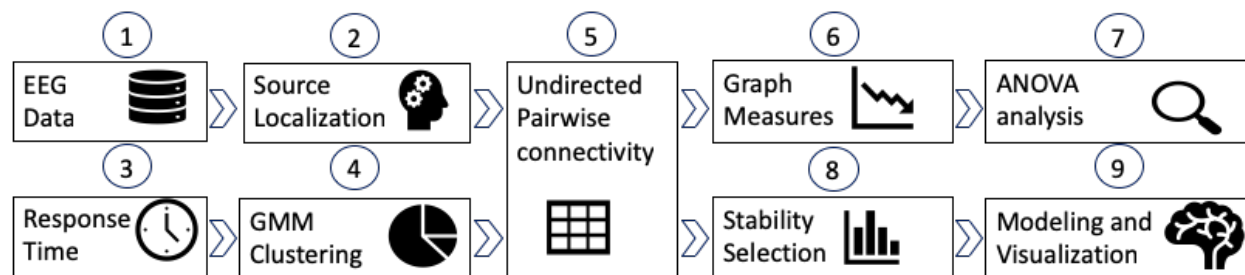 1
EEG
Data
2
Source
Localization
3
Response
Time
4
GMM
Clustering
5
Undirected
Pairwise
connectivity
6
Graph
Measures
7
ANOVA
analysis
8
Stability
Selection
9
Modeling and
Visualization